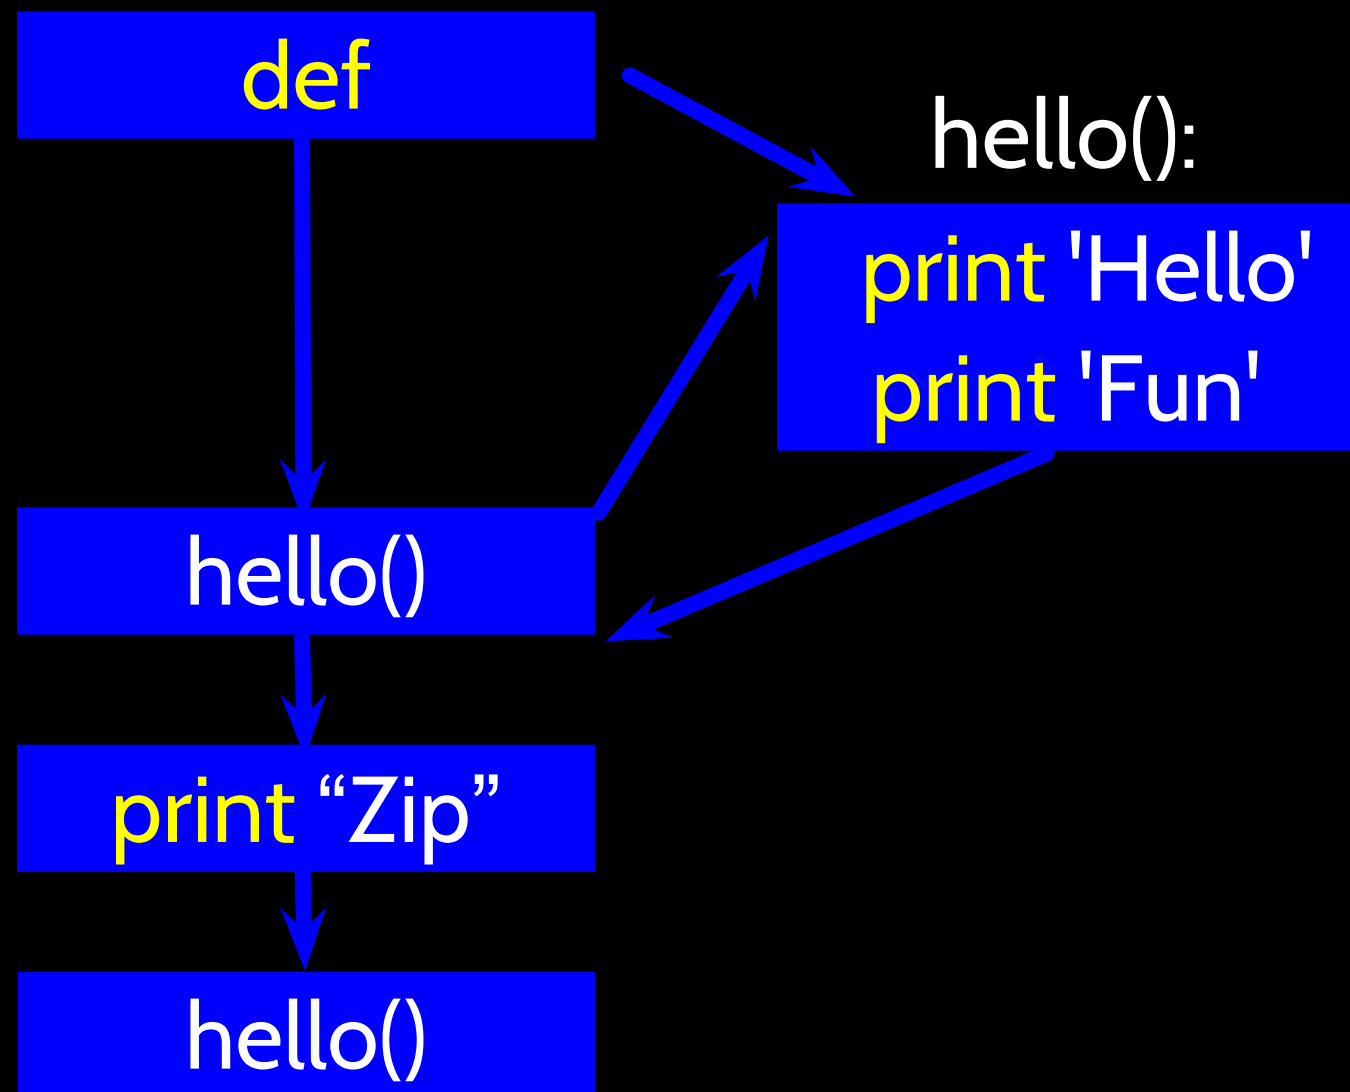 def
hello():
print 'Hello'
print 'Fun'
hello()
print “Zip”
hello()